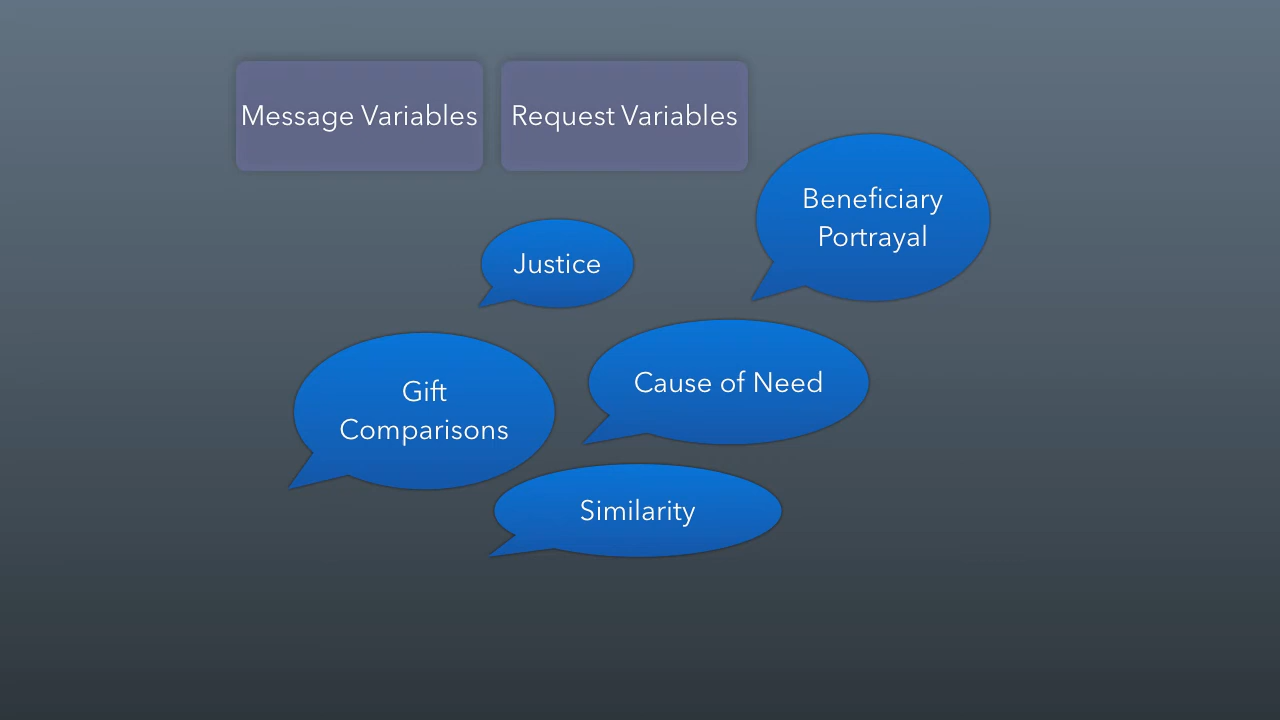 Message Variables
Request Variables
Beneficiary
Portrayal
Justice
Gift
Comparisons
Cause of Need
Similarity